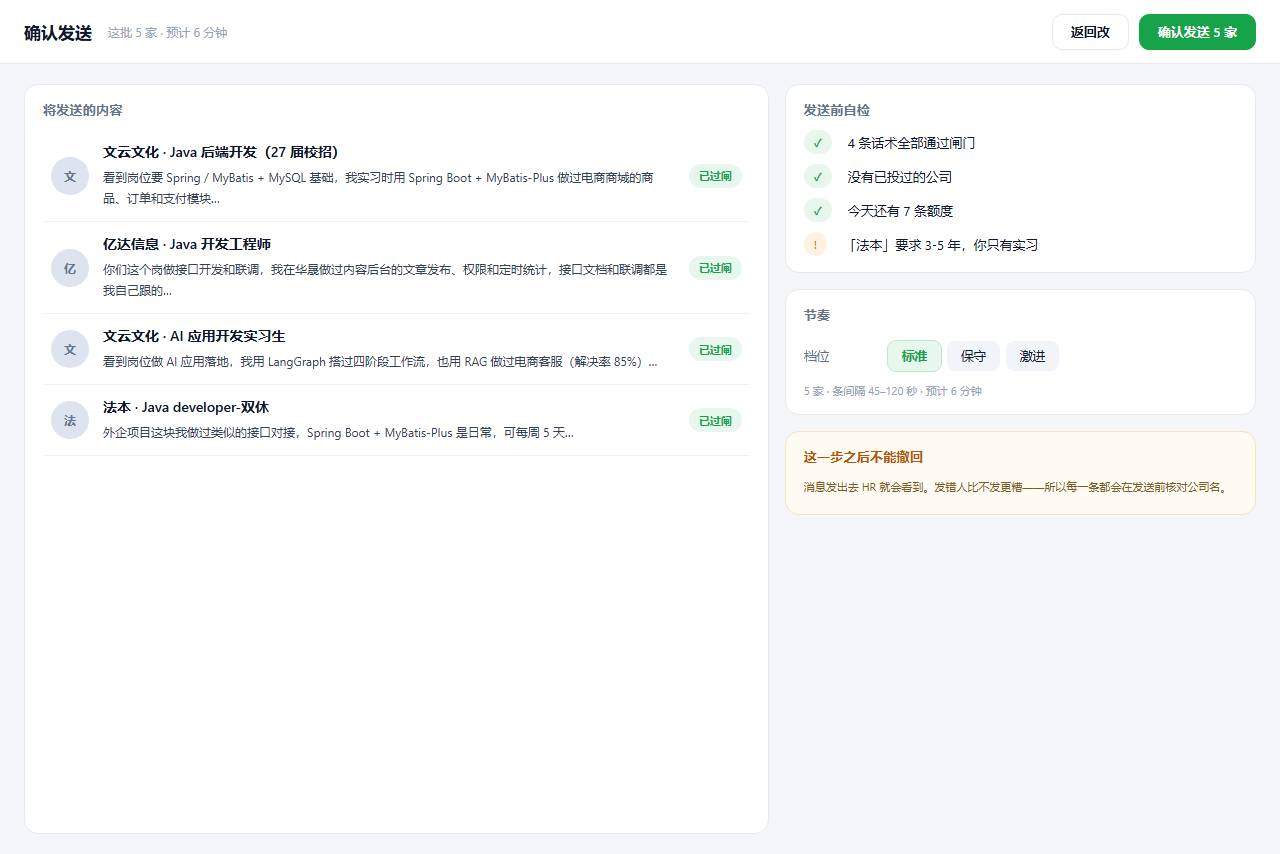 确认发送
这批 5 家 · 预计 6 分钟
返回改
确认发送 5 家
将发送的内容
文
文云文化 · Java 后端开发（27 届校招）
看到岗位要 Spring / MyBatis + MySQL 基础，我实习时用 Spring Boot + MyBatis-Plus 做过电商商城的商
品、订单和支付模块...
已过闸
亿
亿达信息 · Java 开发工程师
你们这个岗做接口开发和联调，我在华晟做过内容后台的文章发布、权限和定时统计，接口文档和联调都是
我自己跟的...
已过闸
文
文云文化 · AI 应用开发实习生
看到岗位做 AI 应用落地，我用 LangGraph 搭过四阶段工作流，也用 RAG 做过电商客服（解决率 85%）...
已过闸
法
法本 · Java developer-双休
外企项目这块我做过类似的接口对接，Spring Boot + MyBatis-Plus 是日常，可每周 5 天...
已过闸
发送前自检
✓ 4 条话术全部通过闸门
✓ 没有已投过的公司
✓ 今天还有 7 条额度
! 「法本」要求 3-5 年，你只有实习
节奏
档位 标准 保守 激进
5 家 · 条间隔 45–120 秒 · 预计 6 分钟
这一步之后不能撤回
消息发出去 HR 就会看到。发错人比不发更糟——所以每一条都会在发送前核对公司名。